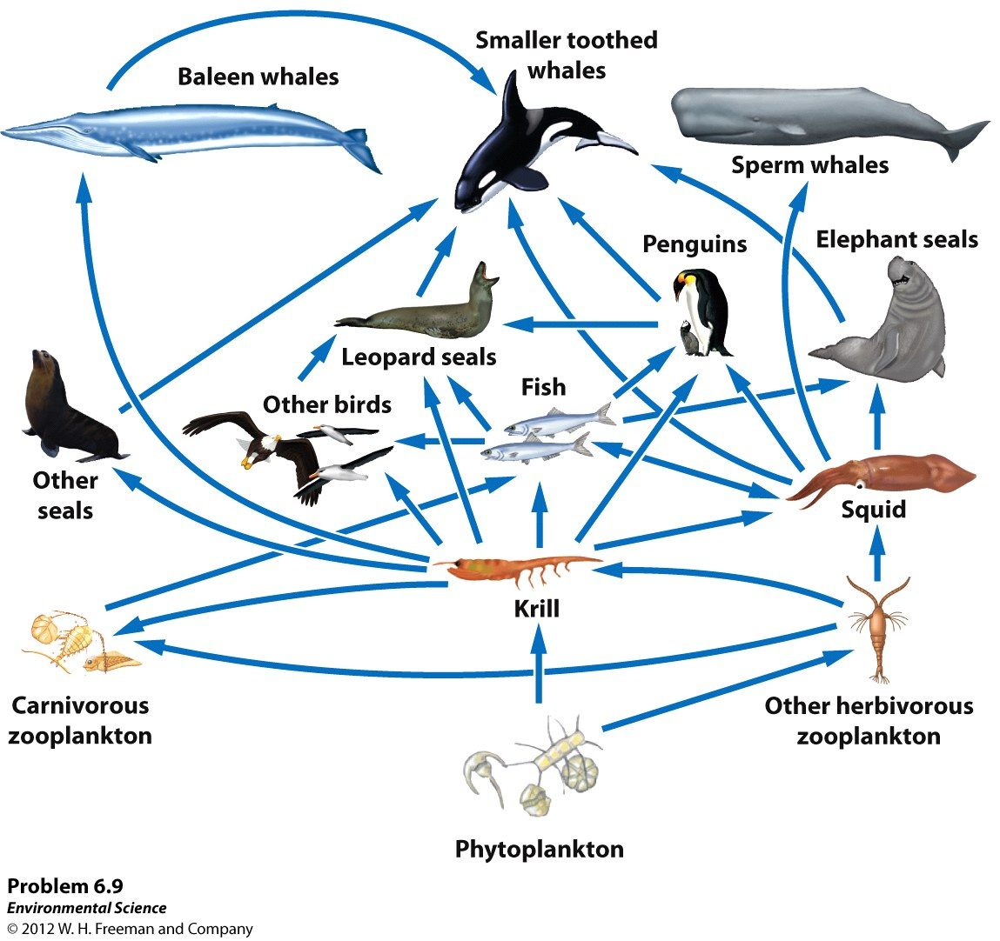 Smaller toothed
whales
Baleen whales
Sperm whales
Penguins
Elephant seals
Leopard seals
Fish
Other birds
Other
seals
Squid
Krill
Carnivorous
zooplankton
Other herbivorous
zooplankton
Phytoplankton
Problem 6.9
Environmental Science
© 2012 W. H. Freeman and Company